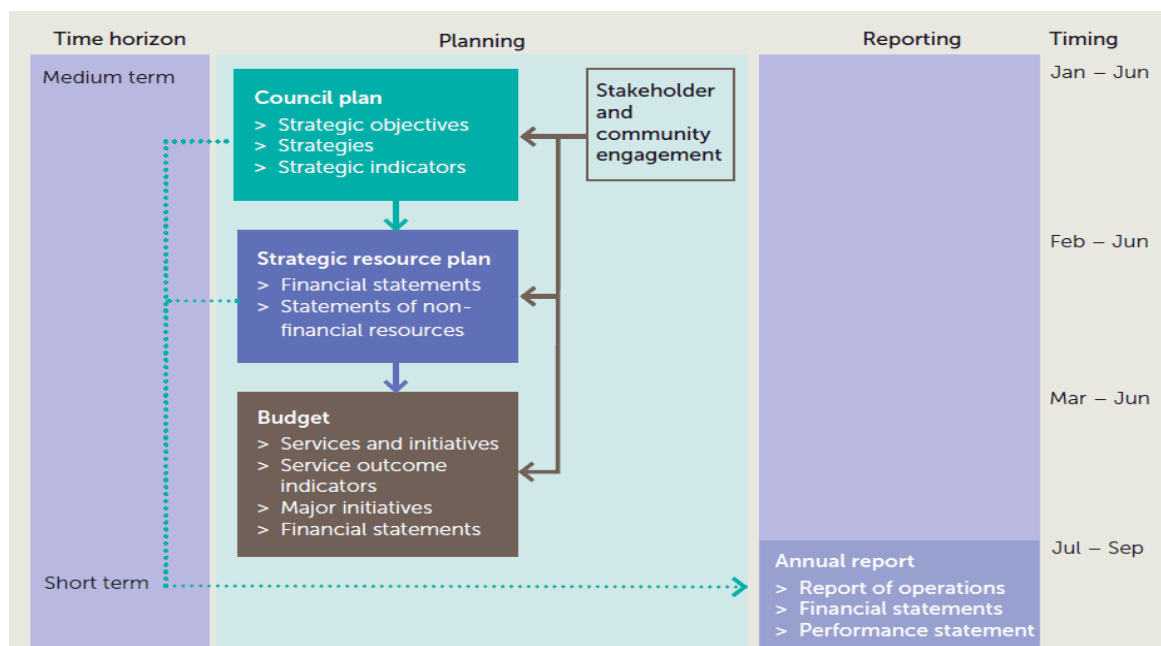 Time horizon
Planning
Reporting
Timing
Medium term
Jan – Jun
Council plan
> Strategic objectives
> Strategies
> Strategic indicators
Stakeholder
and
community
engagement
Feb – Jun
Strategic resource plan
> Financial statements
> Statements of non-
financial resources
Mar – Jun
Budget
> Services and initiatives
> Service outcome
indicators
> Major initiatives
> Financial statements
Jul – Sep
Short term
Annual report
> Report of operations
> Financial statements
> Performance statement